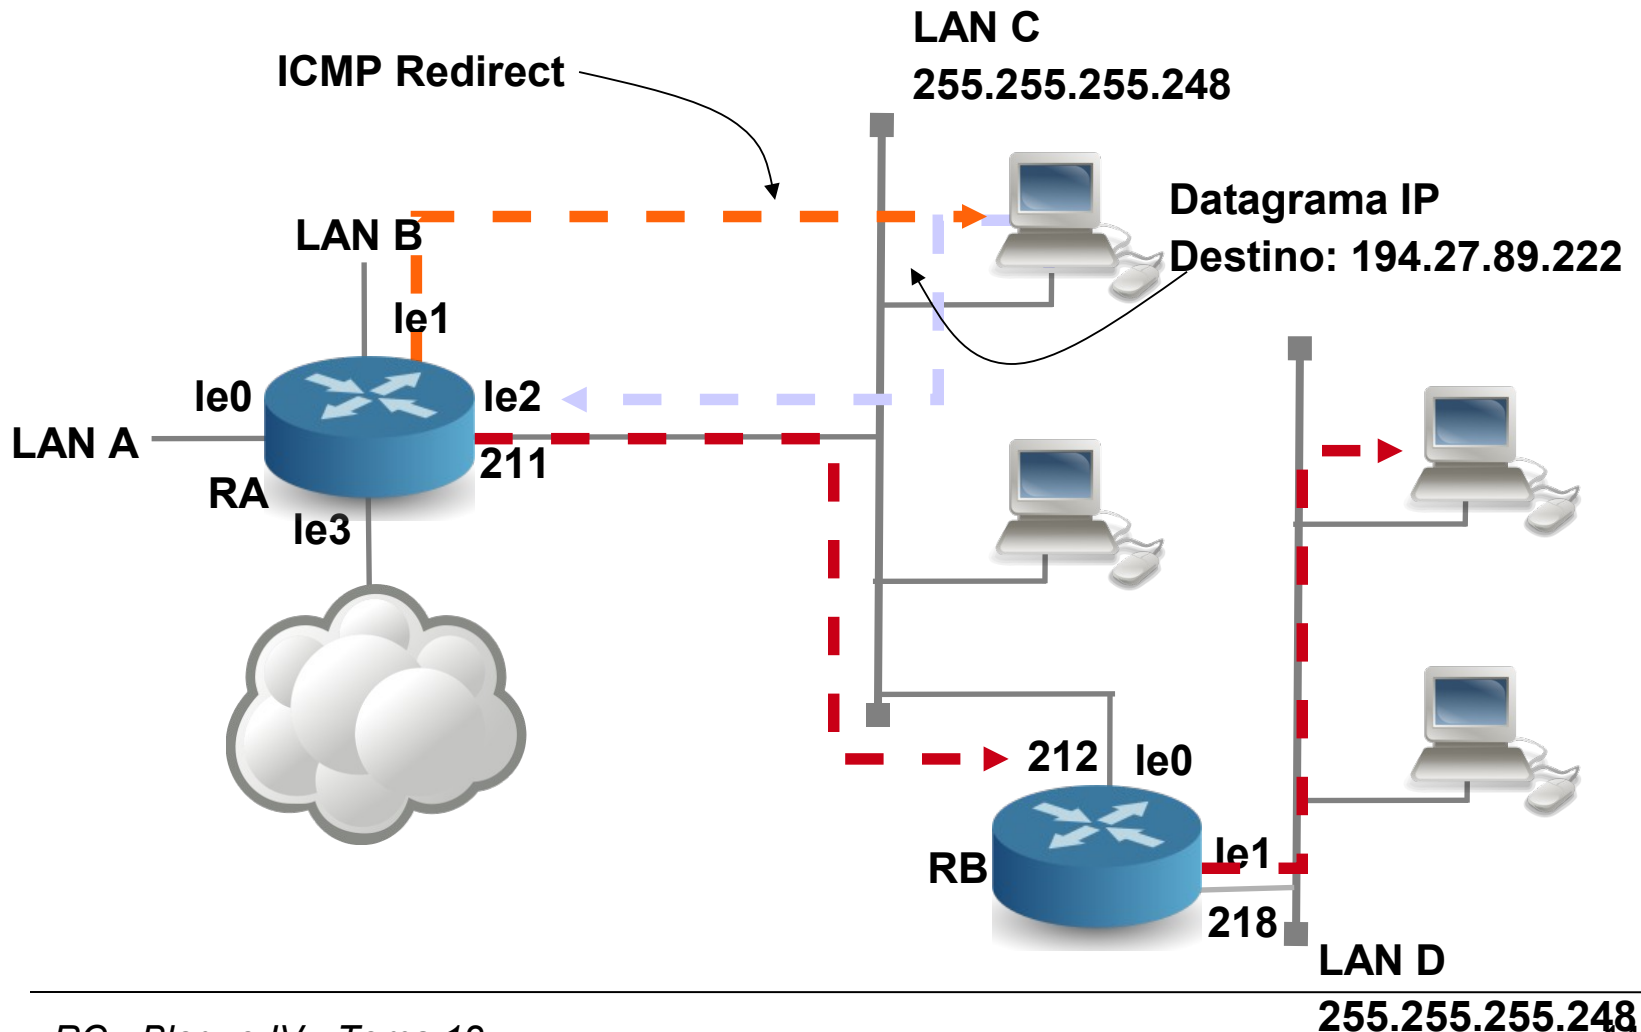 LAN C
255.255.255.248
ICMP Redirect
Datagrama IP
Destino: 194.27.89.222
LAN B
le1
le0
le2
LAN A
211
RA
le3
212
le0
RB
le1
218
LAN D
255.255.255.248